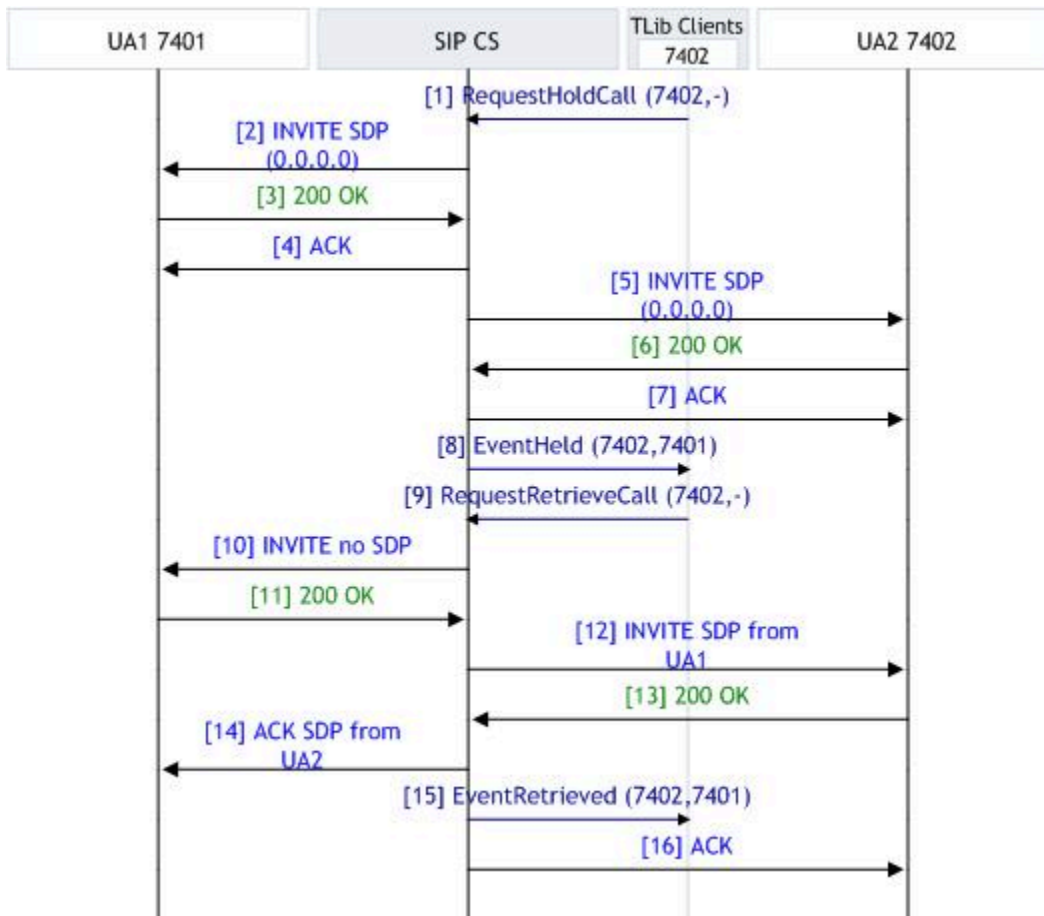 UA1 7401
SIP CS
TLib Clients
7402
UA2 7402
[1] RequestHoldCall (7402,-)
[2] INVITE SDP
(0.0.0.0)
[3] 200 OK
[4] ACK
[5] INVITE SDP
(0.0.0.0)
[6] 200 OK
[7] ACK
[8] EventHeld (7402,7401)
[9] RequestRetrieveCall (7402,-)
[10] INVITE no SDP
[11] 200 OK
[12] INVITE SDP from
UA1
[13] 200 OK
[14] ACK SDP from
UA2
[15] EventRetrieved (7402,7401)
[16] ACK